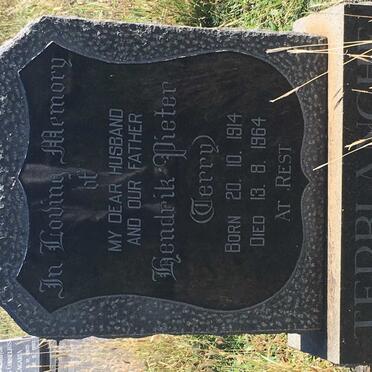 In Loving Memory
of
MY DEAR HUSBAND
AND OUR FATHER
Hendrik Pieter
(Terry)
BORN 20. 10. 1914
DIED 13. 8. 1964
AT REST
TERBLANCHE